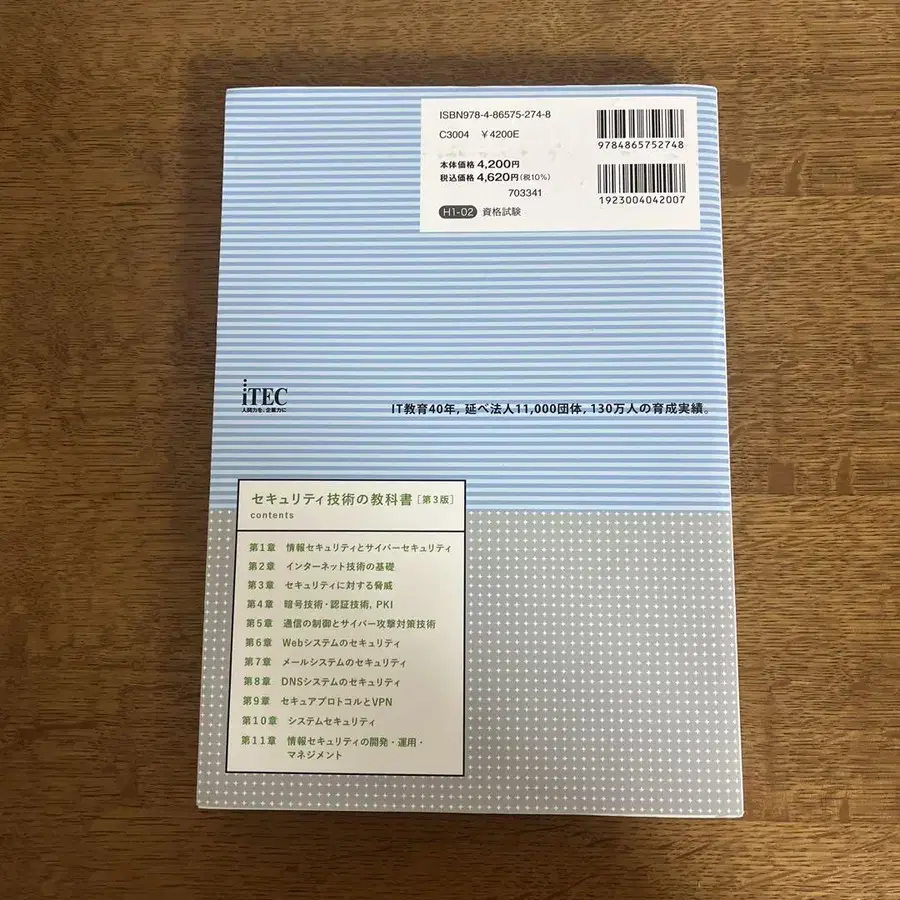 ISBN978-4-86575-274-8
C3004 ¥4200E
本体価格 4,200円
税込価格 4,620円(税10%)
703341
H1-02 資格試験
9784865752748
1923004042007
iTEC
人間力を、企業力に
IT教育40年, 延べ法人11,000団体, 130万人の育成実績。
セキュリティ技術の教科書[第3版]
contents
第1章 情報セキュリティとサイバーセキュリティ
第2章 インターネット技術の基礎
第3章 セキュリティに対する脅威
第4章 暗号技術・認証技術, PKI
第5章 通信の制御とサイバー攻撃対策技術
第6章 Webシステムのセキュリティ
第7章 メールシステムのセキュリティ
第8章 DNSシステムのセキュリティ
第9章 セキュアプロトコルとVPN
第10章 システムセキュリティ
第11章 情報セキュリティの開発・運用・
マネジメント